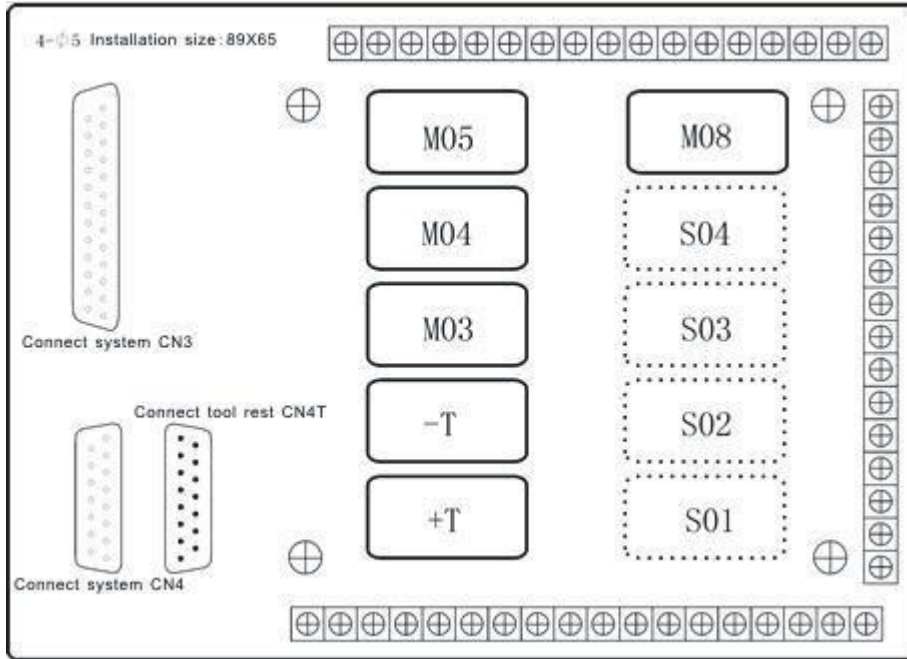 4-Φ5 Installation size:89X65
M05
M08
M04
S04
M03
S03
Connect system CN3
-T
S02
Connect tool rest CN4T
+T
S01
Connect system CN4